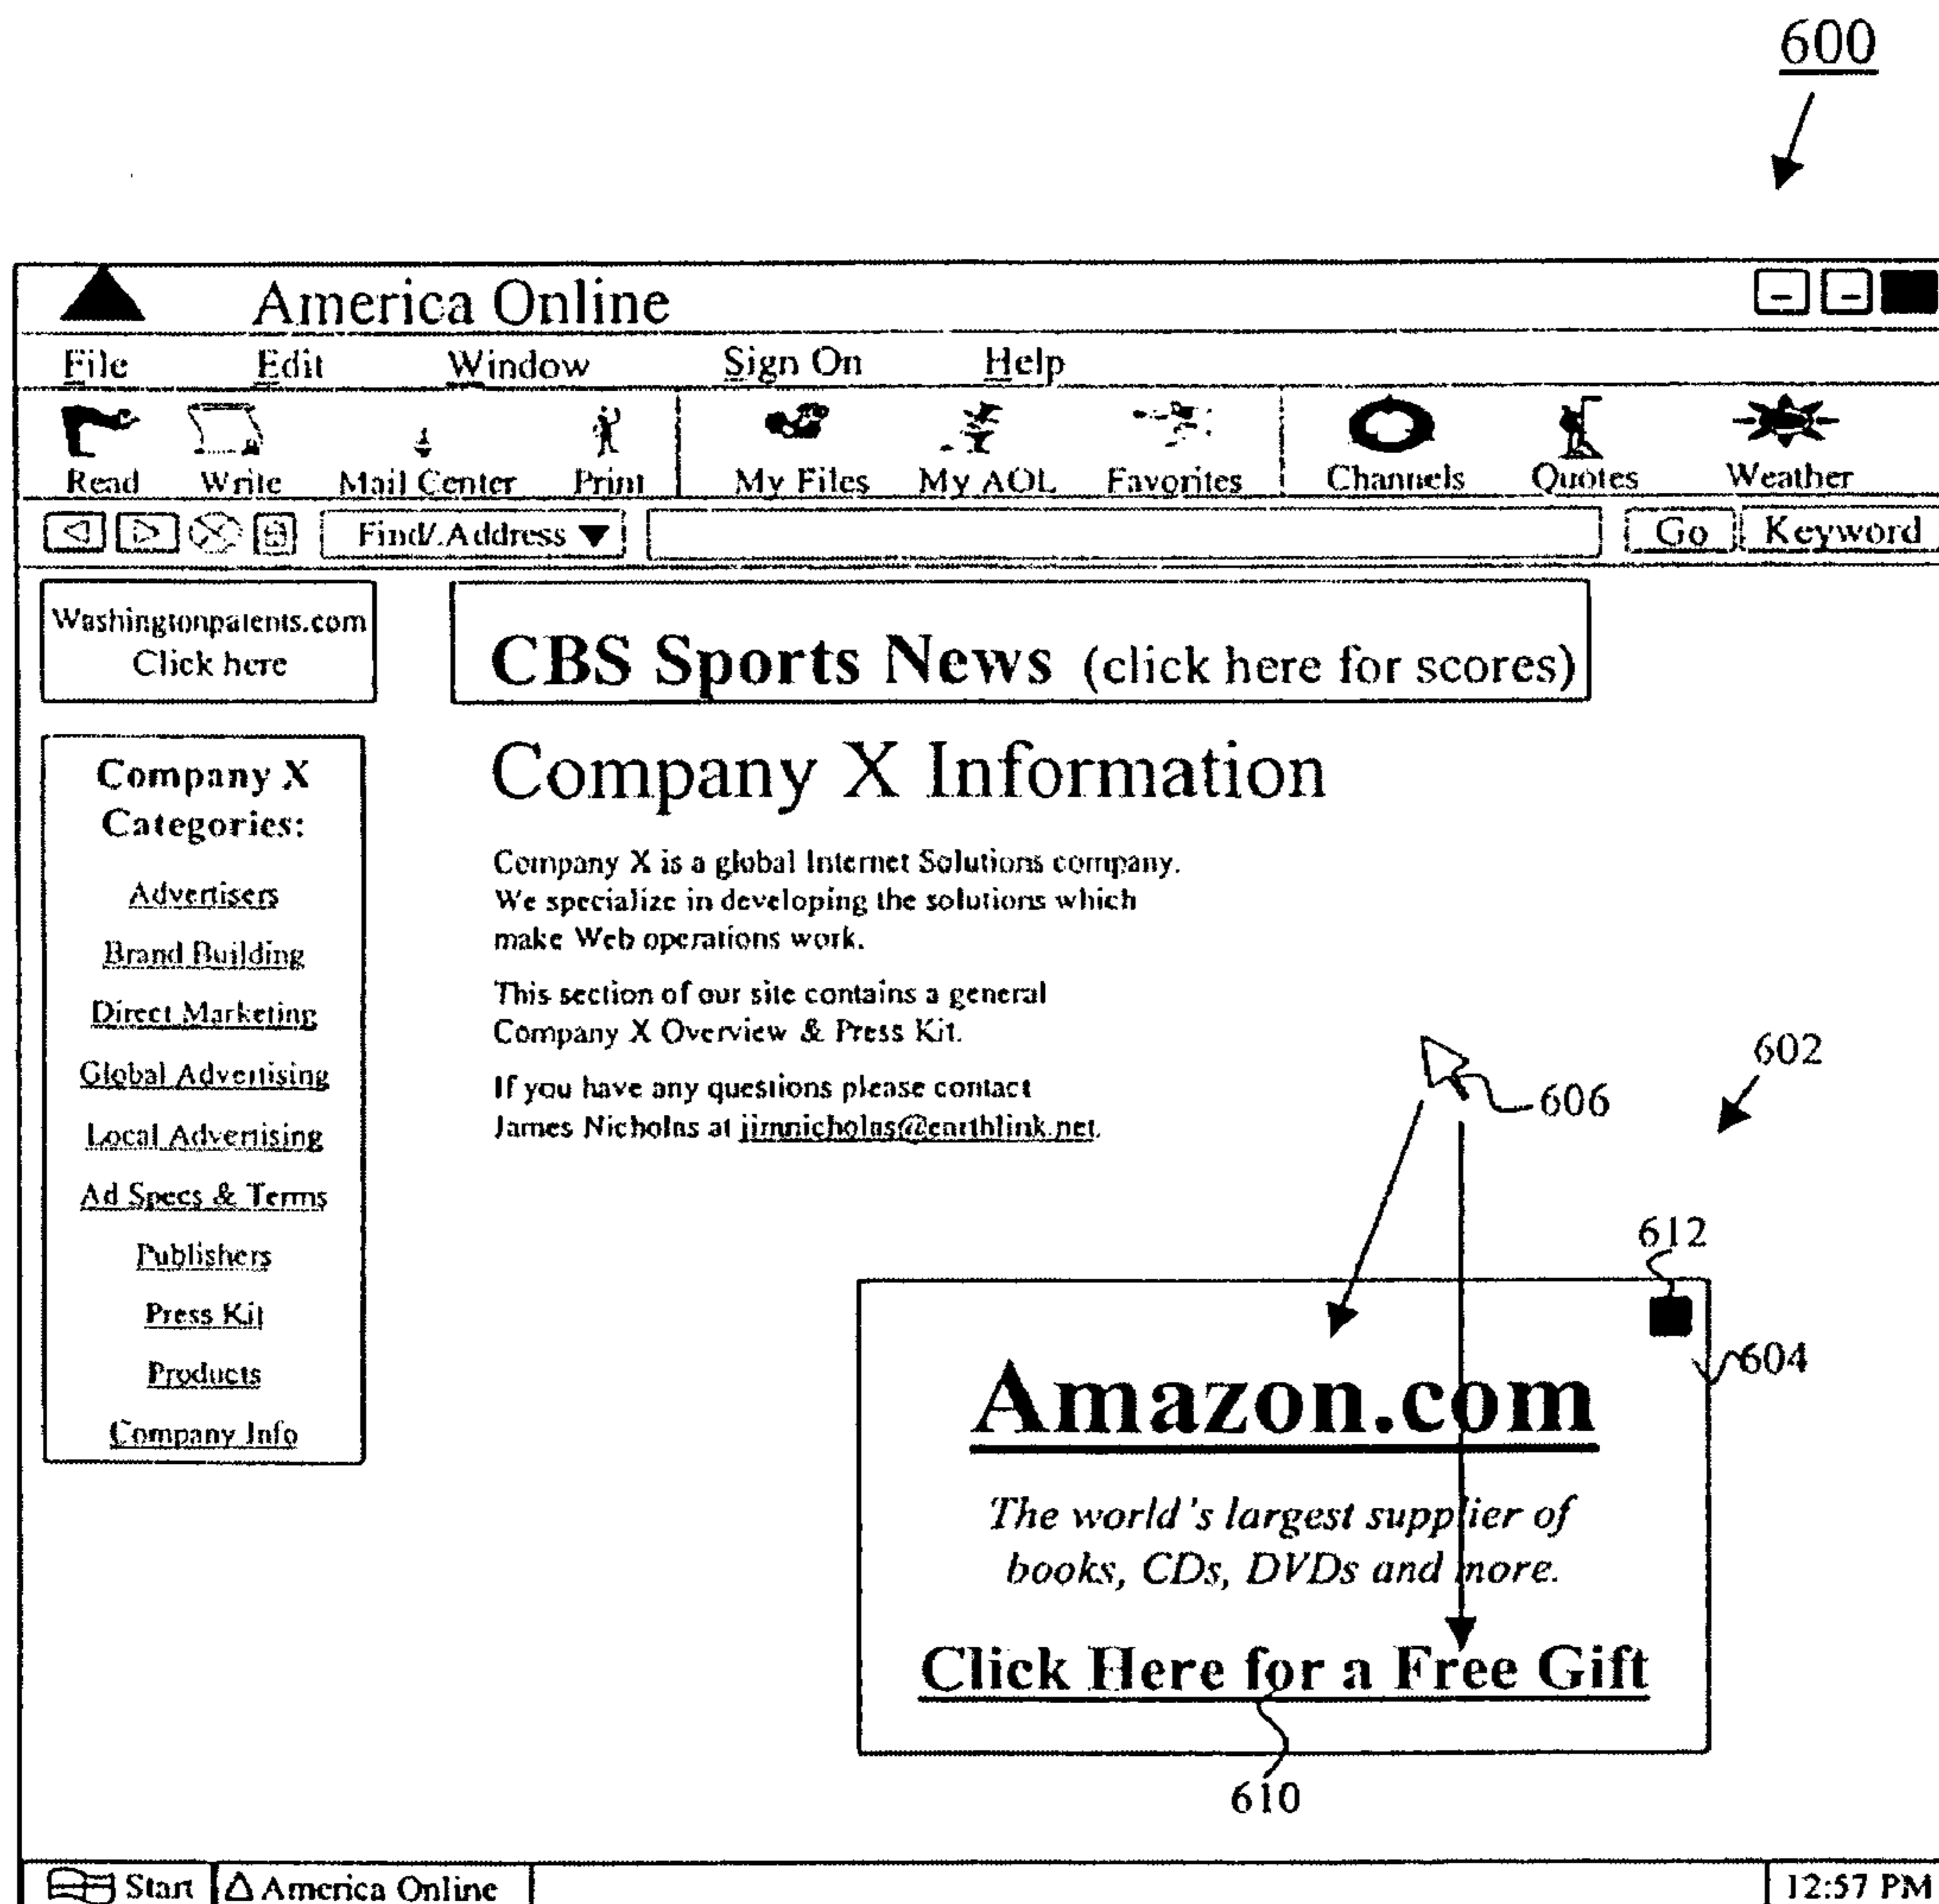 600
America Online
File Edit Window Sign On Help
Read Write Mail Center Print My Files My AOL Favorites Channels Quotes Weather
Find/.Address Go Keyword
Washingtonpatents.com
Click here
CBS Sports News (click here for scores)
Company X
Categories:
Advertisers
Brand Building
Direct Marketing
Global Advertising
Local Advertising
Ad Specs & Terms
Publishers
Press Kit
Products
Company Info
Company X Information
Company X is a global Internet Solutions company.
We specialize in developing the solutions which
make Web operations work.
This section of our site contains a general
Company X Overview & Press Kit.
If you have any questions please contact
James Nicholas at jimnicholas@earthlink.net.
606
602
612
604
Amazon.com
The world's largest supplier of
books, CDs, DVDs and more.
Click Here for a Free Gift
610
Start America Online 12:57 PM